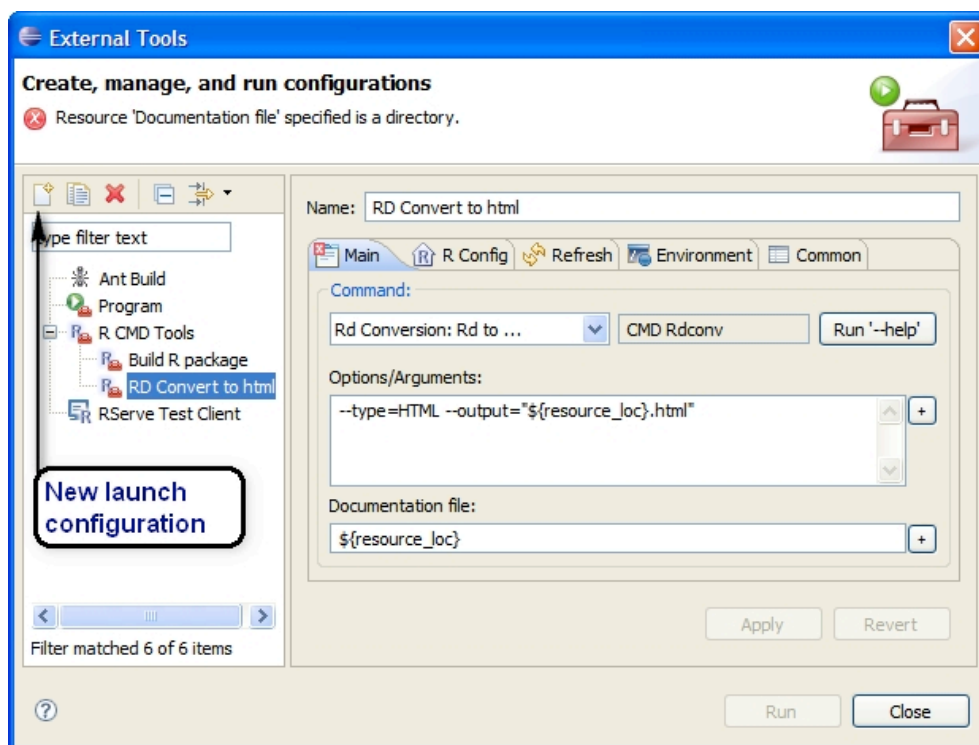 External Tools
Create, manage, and run configurations
Resource 'Documentation file' specified is a directory.
ype filter text
Ant Build
Program
R CMD Tools
Build R package
RD Convert to html
RServe Test Client
New launch
configuration
Filter matched 6 of 6 items
Name: RD Convert to html
Main R Config Refresh Environment Common
Command:
Rd Conversion: Rd to ... CMD Rdconv Run '--help'
Options/Arguments:
--type=HTML --output="${resource_loc}.html" +
Documentation file:
${resource_loc} +
Apply Revert
? Run Close